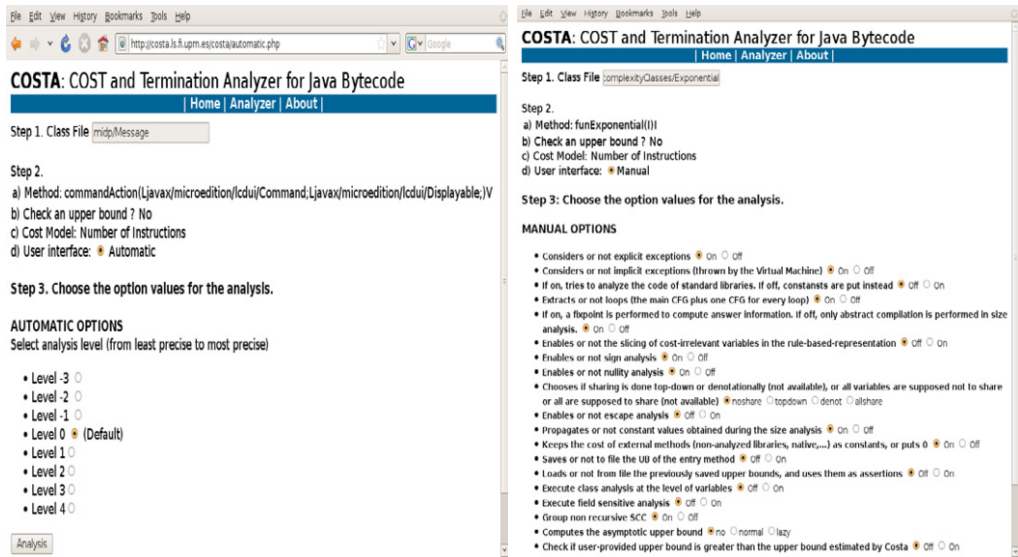 File Edit View History Bookmarks Tools Help
http://costa.ls.fi.upm.es/costa/automatic.php
Google
COSTA: COST and Termination Analyzer for Java Bytecode
| Home | Analyzer | About |
Step 1. Class File midp/Message
Step 2.
a) Method: commandAction(Ljavax/microedition/lcdui/Command;Ljavax/microedition/lcdui/Displayable;)V
b) Check an upper bound ? No
c) Cost Model: Number of Instructions
d) User interface: Automatic
Step 3. Choose the option values for the analysis.
AUTOMATIC OPTIONS
Select analysis level (from least precise to most precise)
• Level -3
• Level -2
• Level -1
• Level 0 (Default)
• Level 1
• Level 2
• Level 3
• Level 4
Analysis
File Edit View History Bookmarks Tools Help
COSTA: COST and Termination Analyzer for Java Bytecode
| Home | Analyzer | About |
Step 1. Class File omplexityClasses/Exponential
Step 2.
a) Method: funExponential(I)I
b) Check an upper bound ? No
c) Cost Model: Number of Instructions
d) User interface: Manual
Step 3: Choose the option values for the analysis.
MANUAL OPTIONS
• Considers or not explicit exceptions On Off
• Considers or not implicit exceptions (thrown by the Virtual Machine) On Off
• If on, tries to analyze the code of standard libraries. If off, constansts are put instead Off On
• Extracts or not loops (the main CFG plus one CFG for every loop) On Off
• If on, a fixpoint is performed to compute answer information. If off, only abstract compilation is performed in size
analysis. On Off
• Enables or not the slicing of cost-irrelevant variables in the rule-based-representation Off On
• Enables or not sign analysis On Off
• Enables or not nullity analysis On Off
• Chooses if sharing is done top-down or denotationally (not available), or all variables are supposed not to share
or all are supposed to share (not available) noshare topdown denot allshare
• Enables or not escape analysis Off On
• Propagates or not constant values obtained during the size analysis On Off
• Keeps the cost of external methods (non-analyzed libraries, native,...) as constants, or puts 0 On Off
• Saves or not to file the UB of the entry method Off On
• Loads or not from file the previously saved upper bounds, and uses them as assertions Off On
• Execute class analysis at the level of variables Off On
• Execute field sensitive analysis Off On
• Group non recursive SCC On Off
• Computes the asymptotic upper bound no normal lazy
• Check if user-provided upper bound is greater than the upper bound estimated by Costa Off On